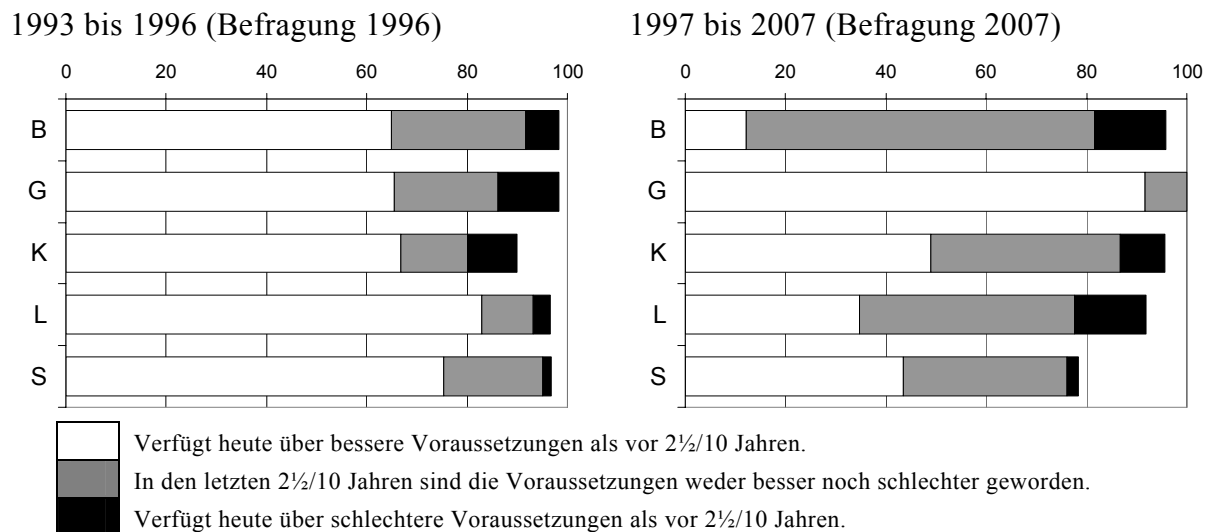 1993 bis 1996 (Befragung 1996)
0 20 40 60 80 100
B
G
K
L
S
1997 bis 2007 (Befragung 2007)
0 20 40 60 80 100
B
G
K
L
S
Verfügt heute über bessere Voraussetzungen als vor 2½/10 Jahren.
In den letzten 2½/10 Jahren sind die Voraussetzungen weder besser noch schlechter geworden.
Verfügt heute über schlechtere Voraussetzungen als vor 2½/10 Jahren.